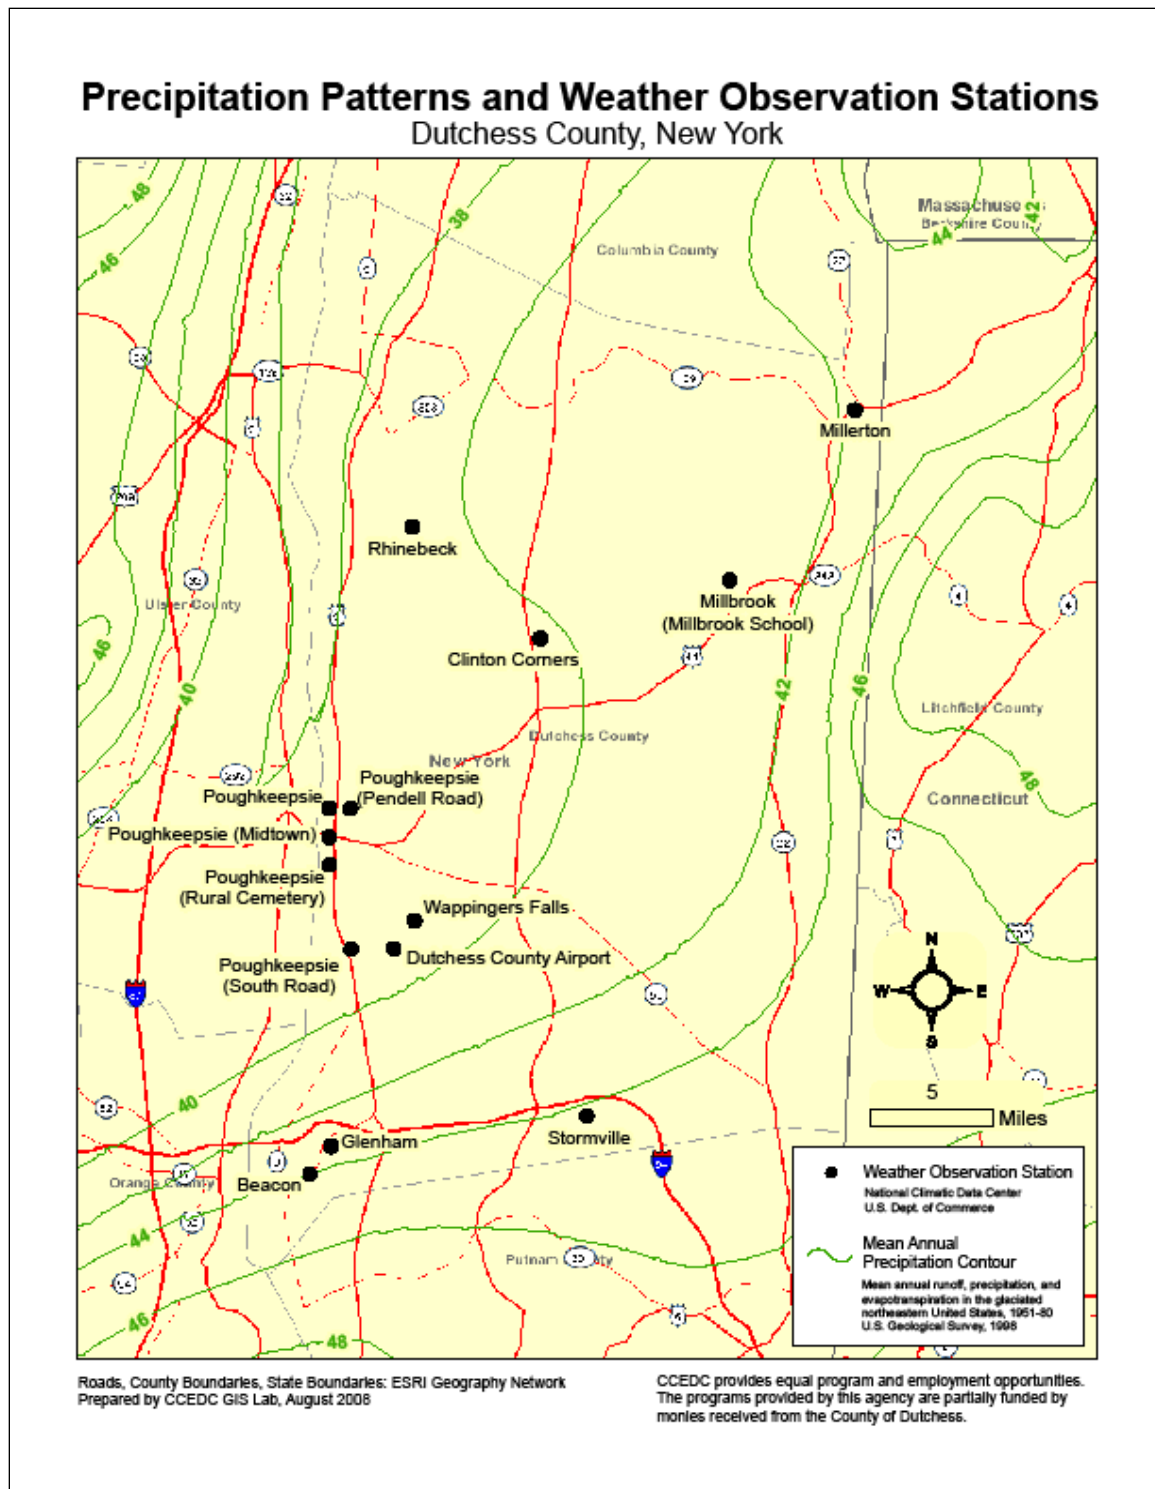 Precipitation Patterns and Weather Observation Stations
Dutchess County, New York
48
46
38
Columbia County
44
42
Millerton
Rhinebeck
Ulster County
46
40
Millbrook
(Millbrook School)
Clinton Corners
44
42
46
Litchfield County
Dutchess County
New York
48
Connecticut
4
4
Poughkeepsie
(Pendell Road)
Poughkeepsie
Poughkeepsie (Midtown)
Poughkeepsie
(Rural Cemetery)
Wappingers Falls
Dutchess County Airport
Poughkeepsie
(South Road)
N
W
E
S
40
52
5
Miles
Glenham
Stormville
Beacon
Orange County
44
46
48
6
Weather Observation Station
National Climatic Data Center
U.S. Dept. of Commerce
Mean Annual
Precipitation Contour
Mean annual runoff, precipitation, and
evapotranspiration in the glaciated
northeastern United States, 1951-80
U.S. Geological Survey, 1998
Roads, County Boundaries, State Boundaries: ESRI Geography Network
Prepared by CCEDC GIS Lab, August 2008
CCEDC provides equal program and employment opportunities.
The programs provided by this agency are partially funded by
monies received from the County of Dutchess.